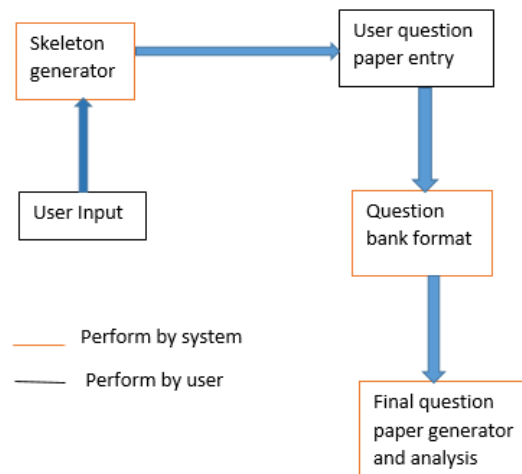 Skeleton
generator
User question
paper entry
User Input
Question
bank format
Perform by system
Perform by user
Final question
paper generator
and analysis